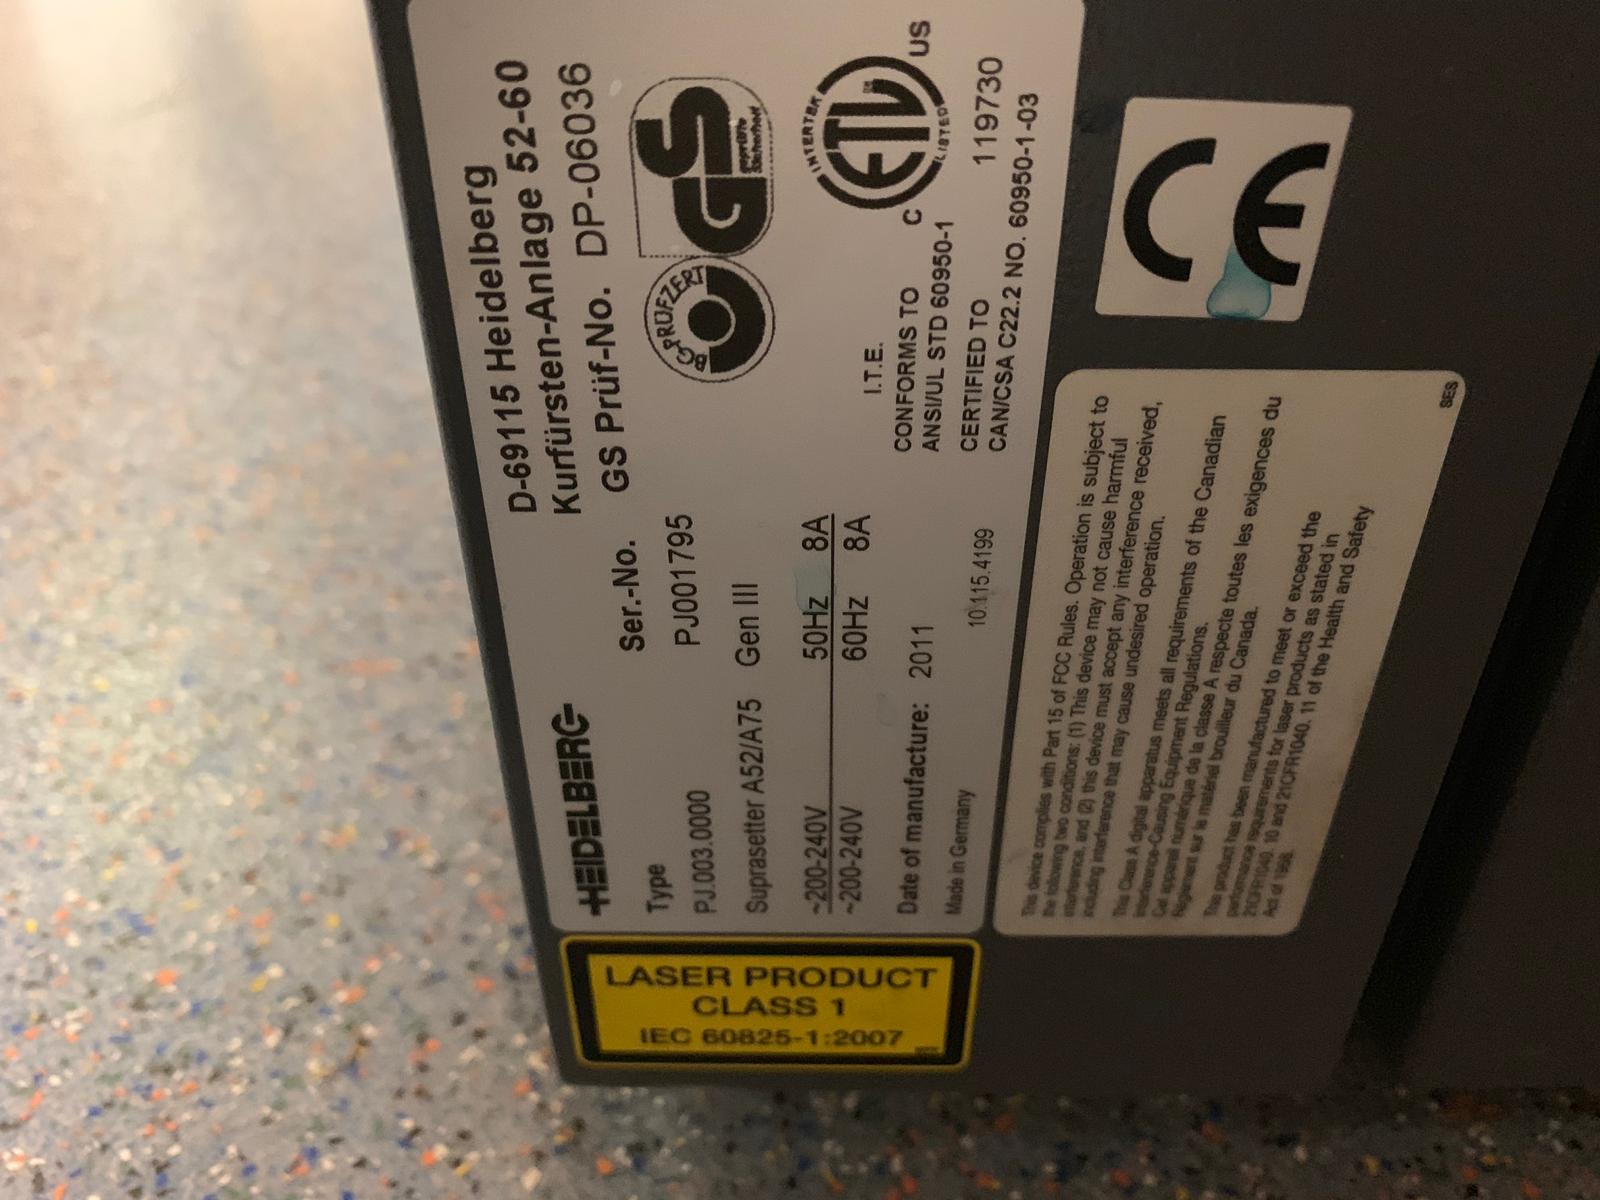 HEIDELBERG
D-69115 Heidelberg
Kurfürsten-Anlage 52-60
Type
Ser.-No.
GS Prüf-No. DP-06036
PJ.003.0000
PJ001795
Suprasetter A52/A75 Gen III
BG-PRÜFZERT
GS
geprüfte
Sicherheit
~200-240V 50Hz 8A
~200-240V 60Hz 8A
Date of manufacture: 2011
Made in Germany
10.115.4199
I.T.E.
CONFORMS TO
ANSI/UL STD 60950-1
CERTIFIED TO
CAN/CSA C22.2 NO. 60950-1-03
INTERTEK
C ETL US
LISTED
1119730
LASER PRODUCT
CLASS 1
IEC 60825-1:2007
This device complies with Part 15 of FCC Rules. Operation is subject to
the following two conditions: (1) This device may not cause harmful
interference, and (2) this device must accept any interference received,
including interference that may cause undesired operation.
This Class A digital apparatus meets all requirements of the Canadian
Interference-Causing Equipment Regulations.
Cet appareil numérique de la classe A respecte toutes les exigences du
Règlement sur le matériel brouilleur du Canada.
This product has been manufactured to meet or exceed the
performance requirements for laser products as stated in
21CFR1040. 10 and 21CFR1040. 11 of the Health and Safety
Act of 1968.
SES
CE